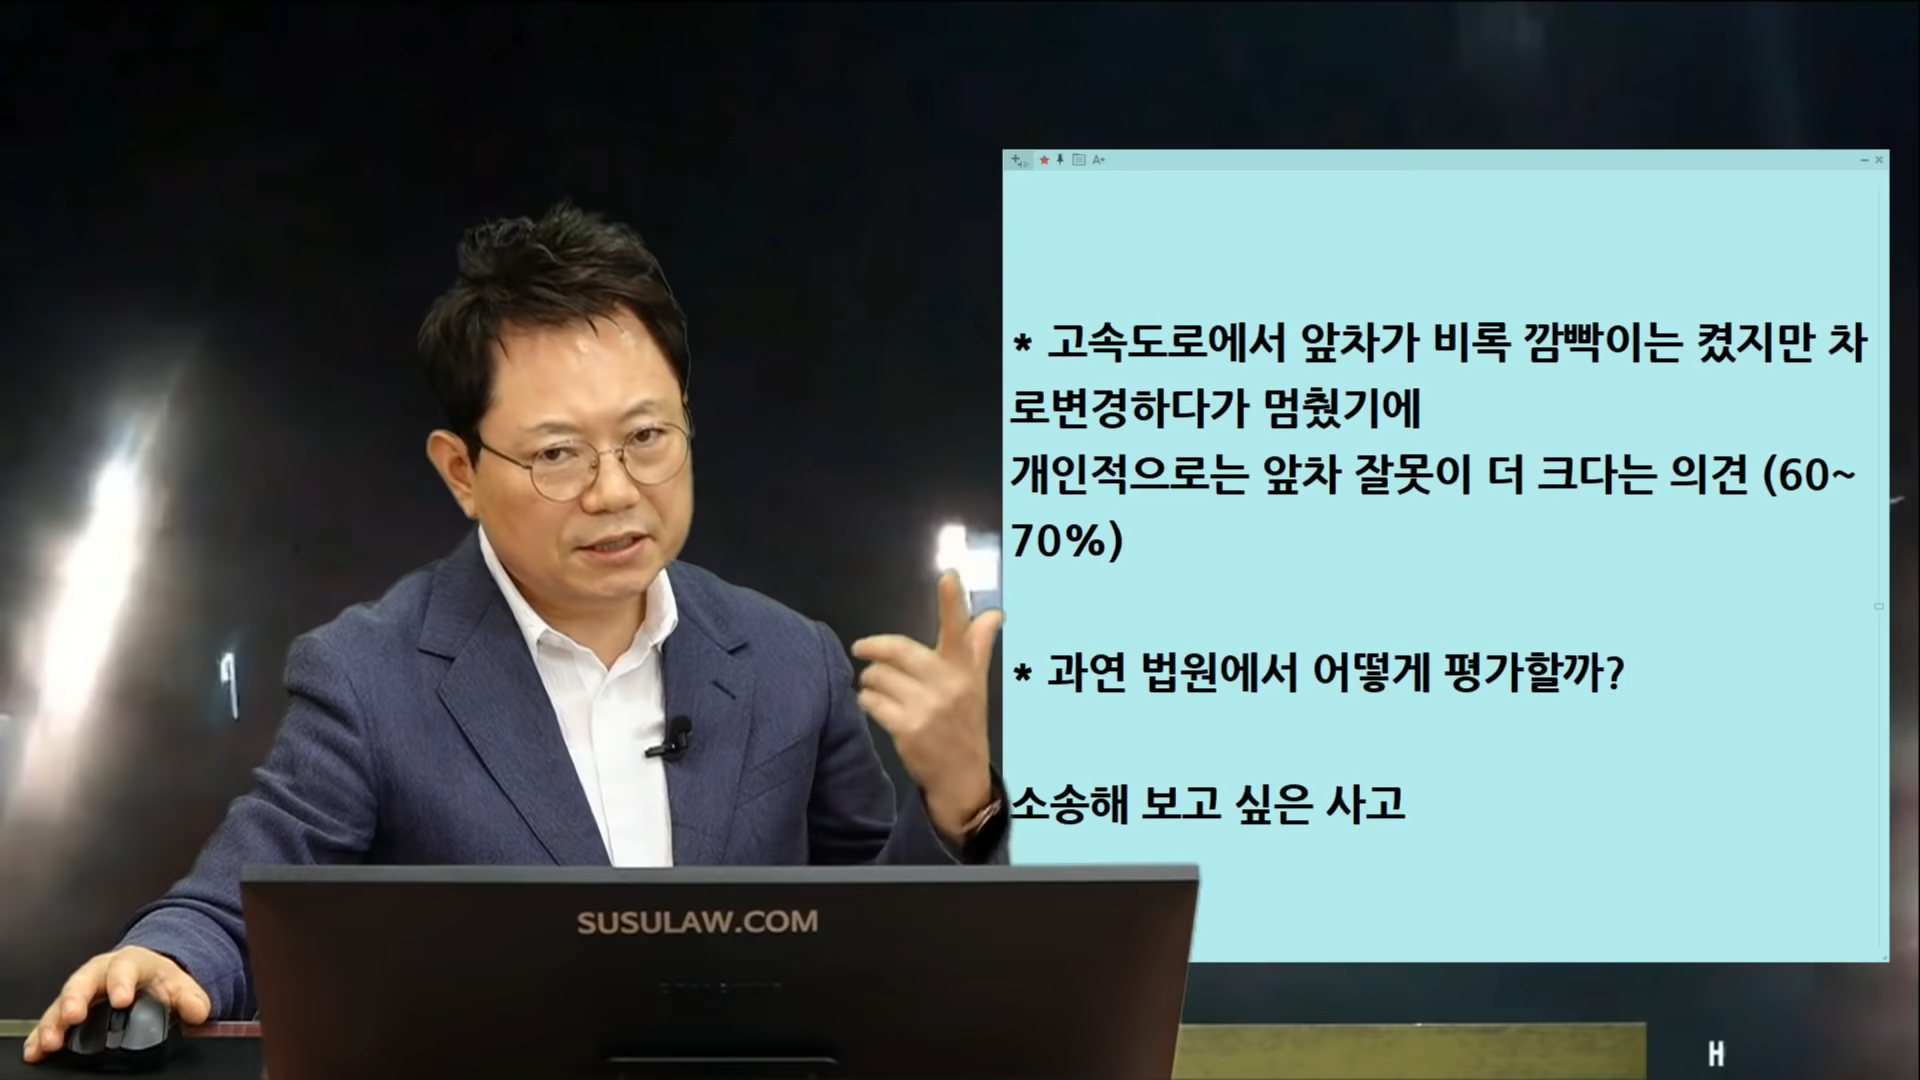 A+
* 고속도로에서 앞차가 비록 깜빡이는 켰지만 차
로변경하다가 멈췄기에
개인적으로는 앞차 잘못이 더 크다는 의견 (60~
70%)
* 과연 법원에서 어떻게 평가할까?
소송해 보고 싶은 사고
SUSULAW.COM
H